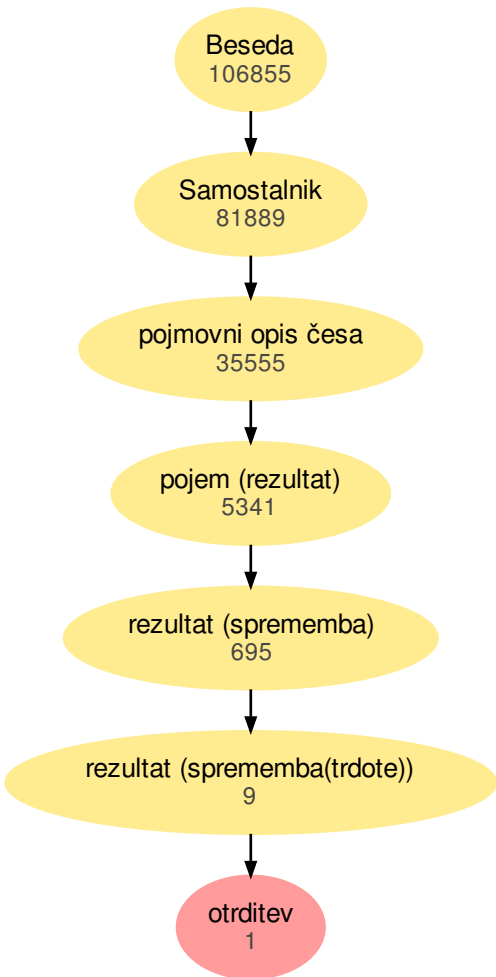 Beseda
106855
Samostalnik
81889
pojmovni opis česa
35555
pojem (rezultat)
5341
rezultat (sprememba)
695
rezultat (sprememba(trdote))
9
otrditev
1